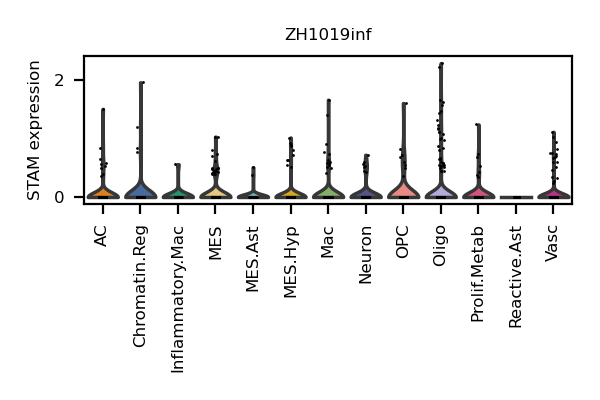 ZH1019inf
STAM expression
2
0
AC
Chromatin.Reg
Inflammatory.Mac
MES
MES.Ast
MES.Hyp
Mac
Neuron
OPC
Oligo
Prolif.Metab
Reactive.Ast
Vasc